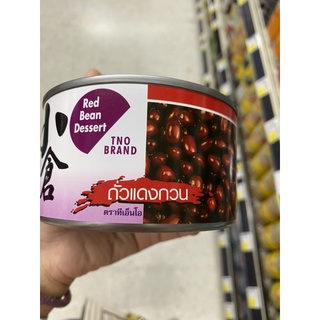 Red
Bean
Dessert
TNO
BRAND
小倉
ถั่วแดงกวน
ตราทีเอ็นโอ